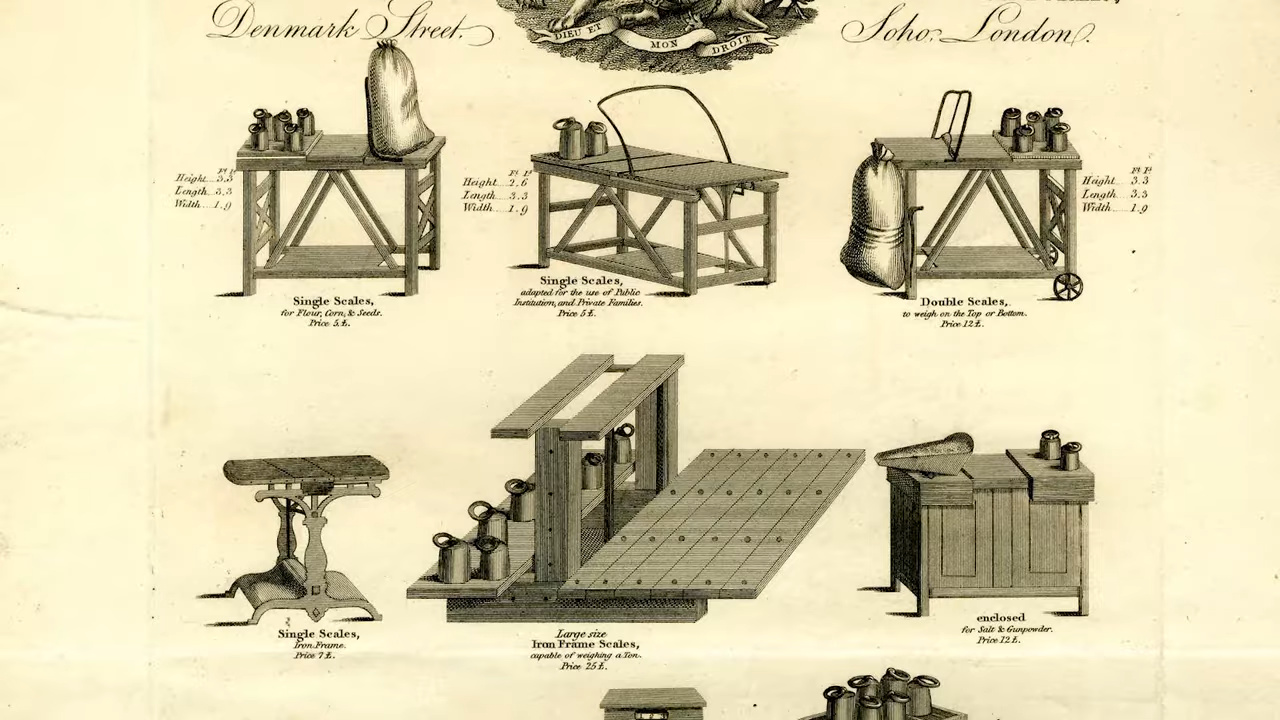 Denmark Street.
DIEU ET MON DROIT
Soho, London.
Ft In
Height 3.3
Length 3.3
Width 1.9
Single Scales,
for Flour, Corn, & Seeds.
Price 5.£.
Ft In
Height 2.6
Length 3.3
Width 1.9
Single Scales,
adapted for the use of Public
Institution, and Private Families.
Price 5£.
Ft In
Height 3.3
Length 3.3
Width 1.9
Double Scales,
to weigh on the Top or Bottom.
Price 12£.
Single Scales,
Iron Frame.
Price 7£.
Large size
Iron Frame Scales,
capable of weighing a Ton.
Price 25£.
enclosed
for Salt & Gunpowder.
Price 12£.